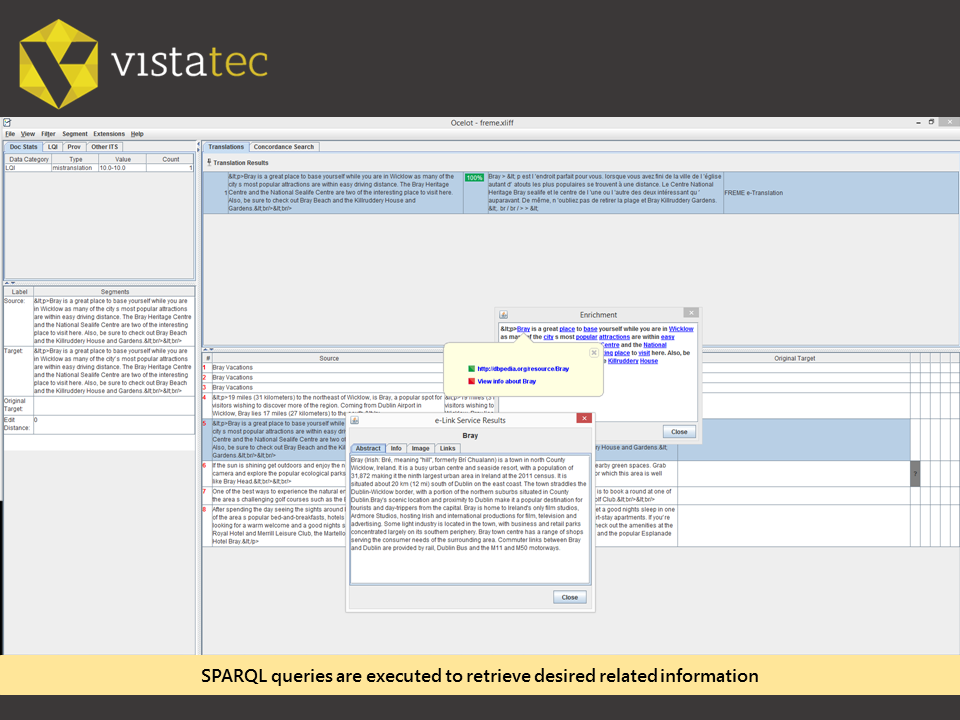 vistatec
Ocelot - freme.xliff
File View Filter Segment Extensions Help
Doc Stats LQI Prov Other ITS
Data Category Type Value Count
LQI mistranslation 10.0-10.0 1
Translations Concordance Search
Translation Results
1 &lt;p>Bray is a great place to base yourself while you are in Wicklow as many of the
city s most popular attractions are within easy driving distance. The Bray Heritage
Centre and the National Sealife Centre are two of the interesting place to visit here.
Also, be sure to check out Bray Beach and the Killruddery House and
Gardens.&lt;br/>&lt;br/>
100%
Bray > &lt; p est l 'endroit parfait pour vous. lorsque vous avez fini de la ville de l 'église
autant d' atouts les plus populaires se trouvent à une distance. Le Centre National
Heritage Bray sealife et le centre de l 'une ou l 'autre des deux intéressant qu '
auparavant. De même, n 'oubliez pas de retirer la plage et Bray Killruddery Gardens.
&lt;. br / br / > > &lt;
FREME e-Translation
Label Segments
Source: &lt;p>Bray is a great place to base yourself while you are
in Wicklow as many of the city s most popular attractions
are within easy driving distance. The Bray Heritage Centre
and the National Sealife Centre are two of the interesting
place to visit here. Also, be sure to check out Bray Beach
and the Killruddery House and Gardens.&lt;br/>&lt;br/>
Target: &lt;p>Bray is a great place to base yourself while you are
in Wicklow as many of the city s most popular attractions
are within easy driving distance. The Bray Heritage Centre
and the National Sealife Centre are two of the interesting
place to visit here. Also, be sure to check out Bray Beach
and the Killruddery House and Gardens.&lt;br/>&lt;br/>
Original
Target:
Edit
Distance: 0
Enrichment
&lt;p>Bray is a great place to base yourself while you are in Wicklow
as many of the city s most popular attractions are within easy
Centre and the National
place to visit here. Also, be
Killruddery House
http://dbpedia.org/resource/Bray
View info about Bray
Close
# Source Original Target
1 Bray Vacations
2 Bray Vacations
3 Bray Vacations
4 &lt;p>19 miles (31 kilometers) to the northeast of Wicklow, is Bray, a popular spot for
visitors wishing to discover more of the region. Coming from Dublin Airport in
Wicklow, Bray lies 17 miles (27 kilometers) to the
&lt;p>19 miles (31
visitors wishing to
5 &lt;p>Bray is a great place to base yourself while
city s most popular attractions are within easy
Centre and the National Sealife Centre are two
Also, be sure to check out Bray Beach and the
Gardens.&lt;br/>&lt;br/>
House and Gardens.&lt;
6 If the sun is shining get outdoors and enjoy the
camera and explore the popular ecological parks
like Bray Head.&lt;br/>&lt;br/>
earby green spaces. Grab
or which this area is well
?
7 One of the best ways to experience the natural
the area s challenging golf courses such as the
is to book a round at one of
olf Club.&lt;br/>&lt;br/>
8 After spending the day seeing the sights around
of the area s popular bed-and-breakfasts, hotels
looking for a warm welcome and a good nights
Royal Hotel and Merrill Leisure Club, the Martello
Hotel Bray.&lt;/p>
et a good nights sleep in one
rt-stay apartments. If you're
heck out the amenities at the
and the popular Esplanade
e-Link Service Results
Bray
Abstract Info Image Links
Bray (Irish: Bré, meaning "hill", formerly Brí Chualann) is a town in north County
Wicklow, Ireland. It is a busy urban centre and seaside resort, with a population of
31,872 making it the ninth largest urban area in Ireland at the 2011 census. It is
situated about 20 km (12 mi) south of Dublin on the east coast. The town straddles the
Dublin-Wicklow border, with a portion of the northern suburbs situated in County
Dublin.Bray's scenic location and proximity to Dublin make it a popular destination for
tourists and day-trippers from the capital. Bray is home to Ireland's only film studios,
Ardmore Studios, hosting Irish and international productions for film, television and
advertising. Some light industry is located in the town, with business and retail parks
concentrated largely on its southern periphery. Bray town centre has a range of shops
serving the consumer needs of the surrounding area. Commuter links between Bray
and Dublin are provided by rail, Dublin Bus and the M11 and M50 motorways.
Close
SPARQL queries are executed to retrieve desired related information